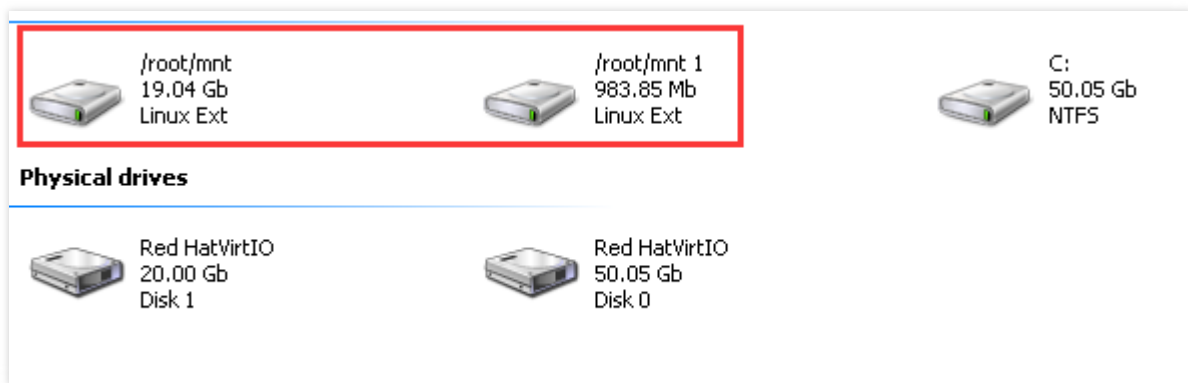 /root/mnt
19.04 Gb
Linux Ext
/root/mnt 1
983.85 Mb
Linux Ext
C:
50.05 Gb
NTFS
Physical drives
Red HatVirtIO
20.00 Gb
Disk 1
Red HatVirtIO
50.05 Gb
Disk 0